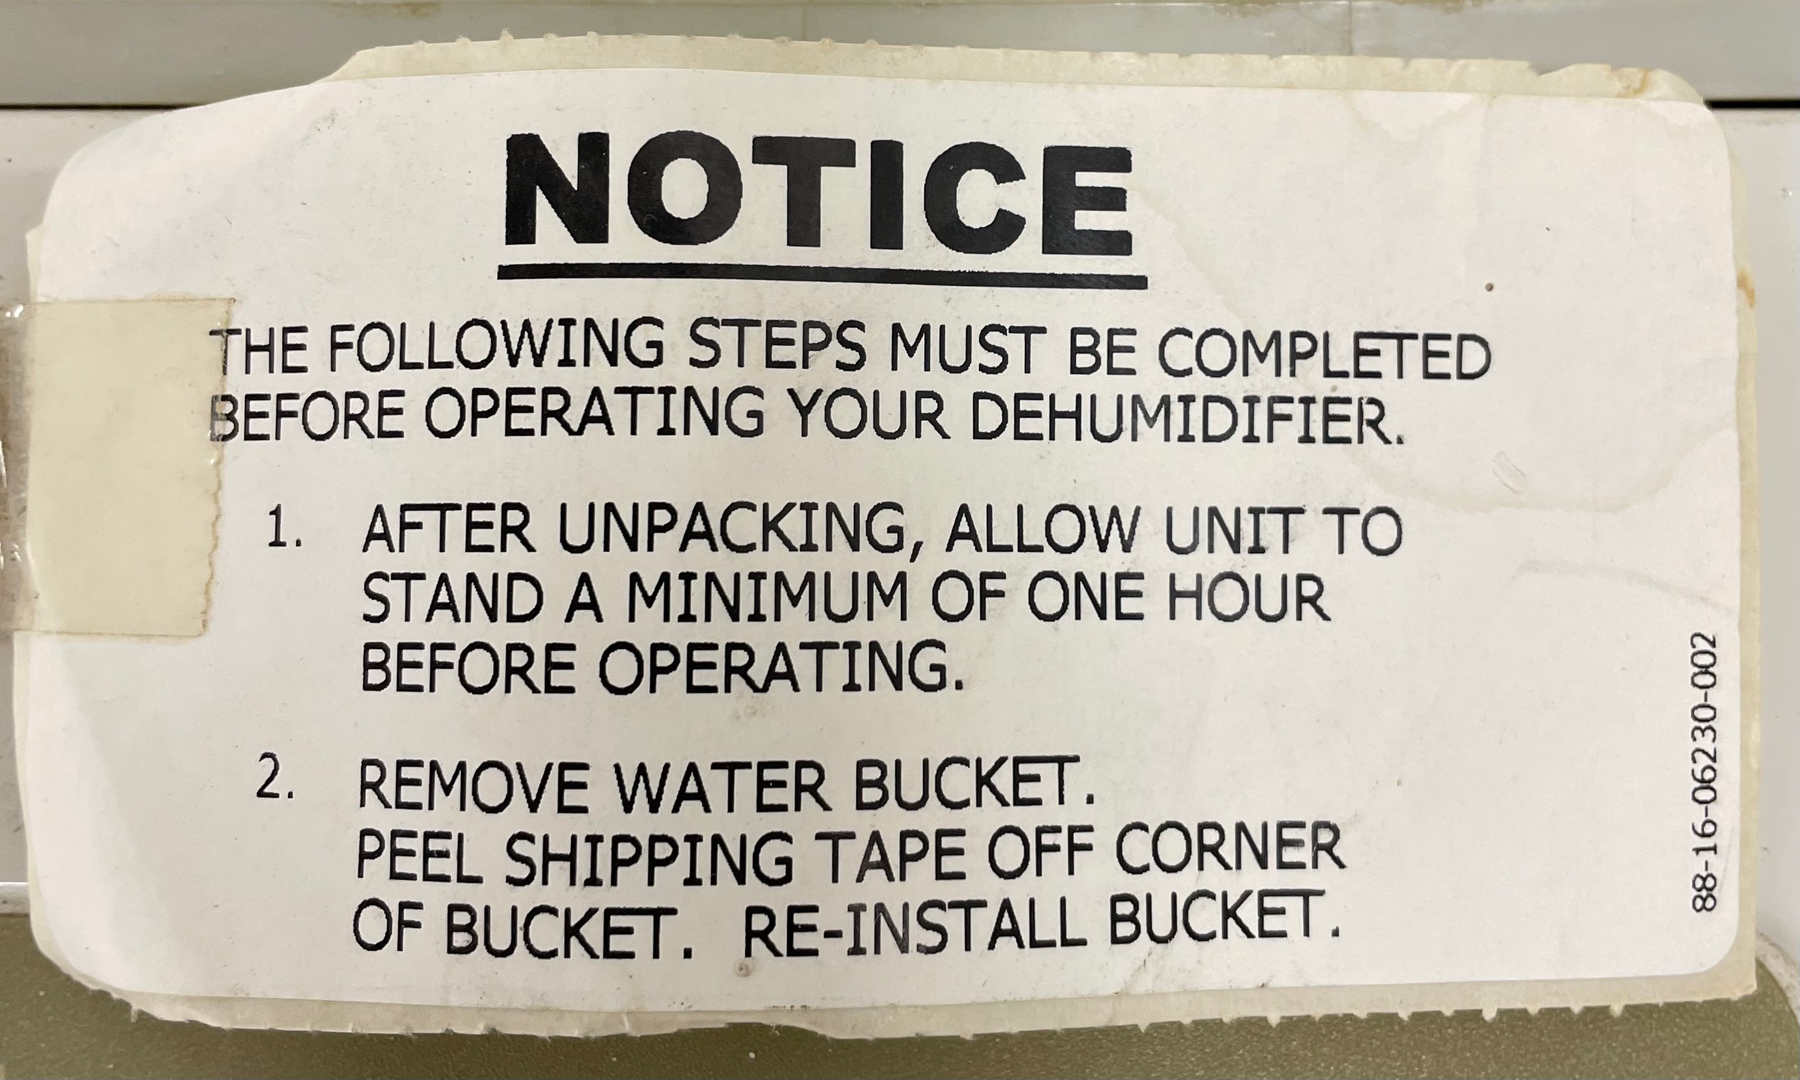 NOTICE
THE FOLLOWING STEPS MUST BE COMPLETED
BEFORE OPERATING YOUR DEHUMIDIFIER.
1. AFTER UNPACKING, ALLOW UNIT TO
STAND A MINIMUM OF ONE HOUR
BEFORE OPERATING.
2. REMOVE WATER BUCKET.
PEEL SHIPPING TAPE OFF CORNER
OF BUCKET. RE-INSTALL BUCKET.
88-16-06230-002